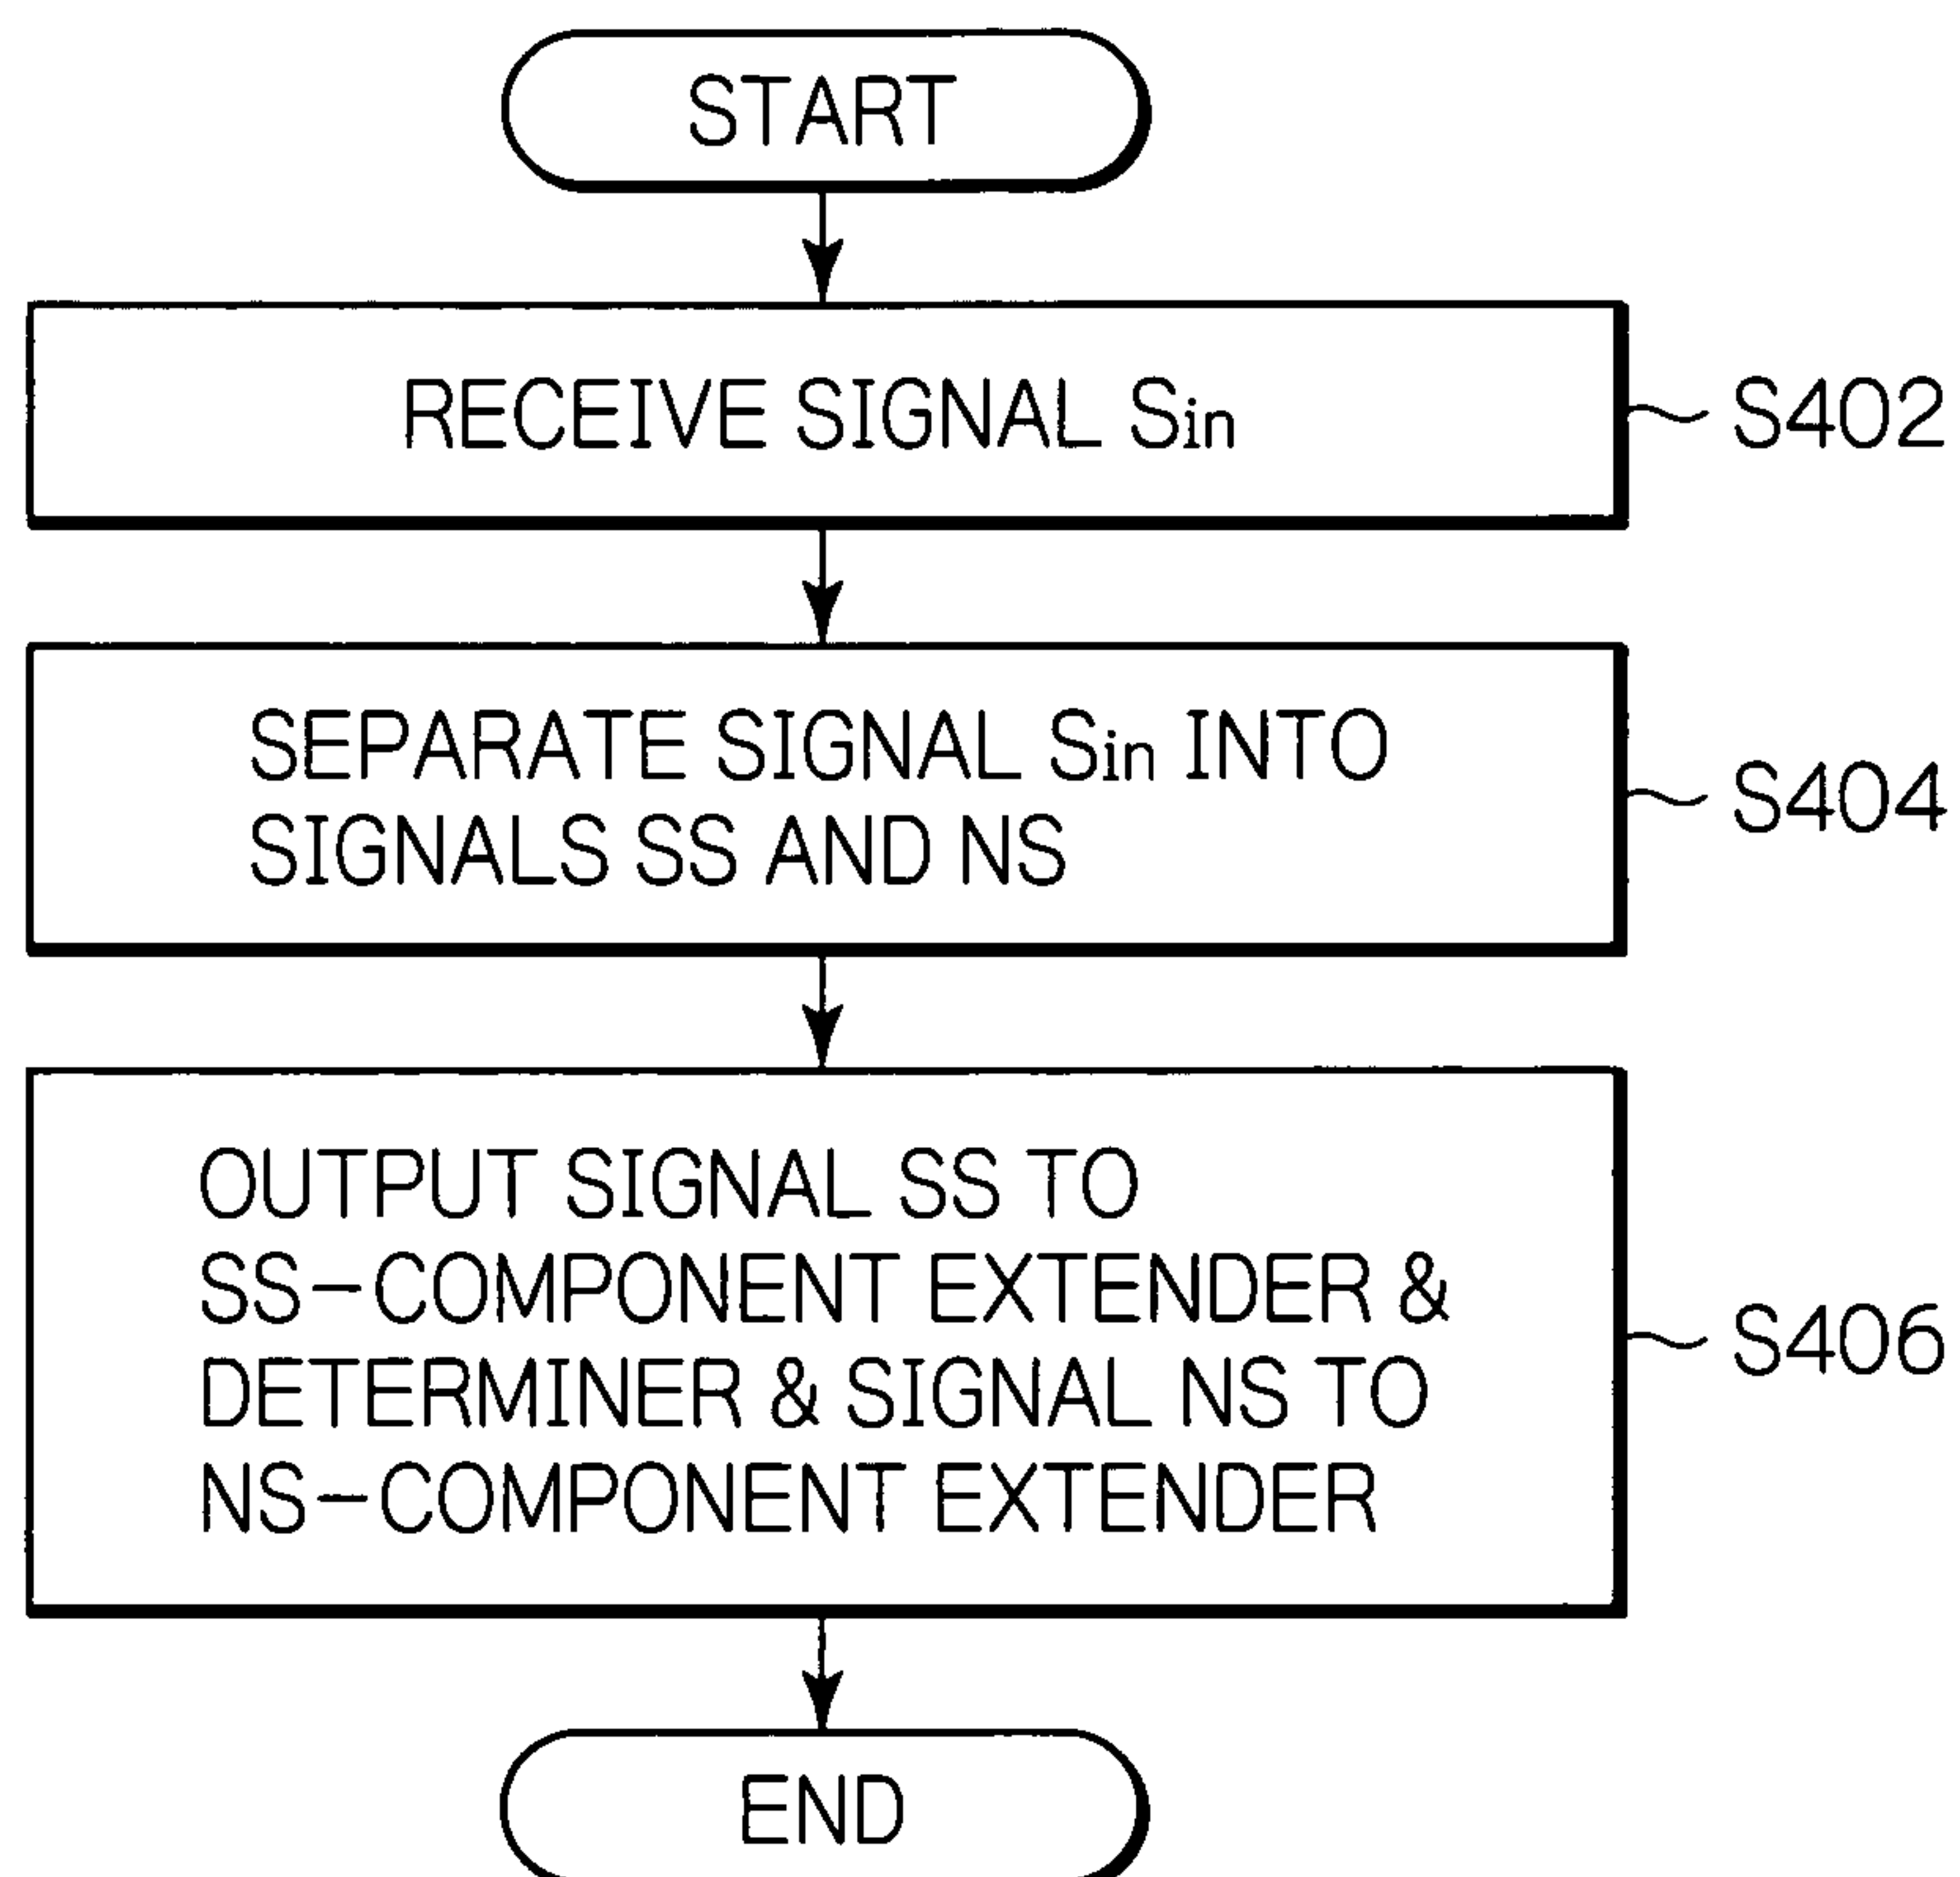 START
RECEIVE SIGNAL Sin
S402
SEPARATE SIGNAL Sin INTO
SIGNALS SS AND NS
S404
OUTPUT SIGNAL SS TO
SS-COMPONENT EXTENDER &
DETERMINER & SIGNAL NS TO
NS-COMPONENT EXTENDER
S406
END